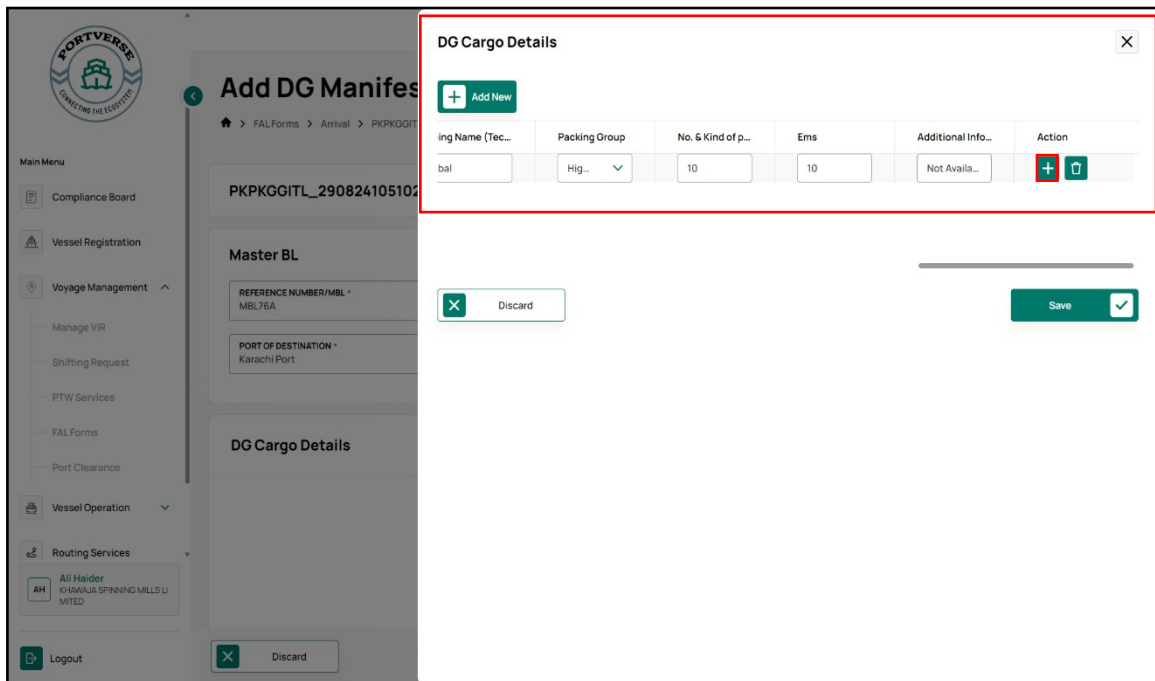 PORTVERSE
CONNECTING THE ECOSYSTEM
Main Menu
Compliance Board
Vessel Registration
Voyage Management
Manage VIR
Shifting Request
PTW Services
FAL Forms
Port Clearance
Vessel Operation
Routing Services
AH
Ali Haider
KHAWAJA SPINNING MILLS LI
MITED
Logout
Add DG Manifes
> FAL Forms > Arrival > PKPKGGIT
PKPKGGITL_290824105102
Master BL
REFERENCE NUMBER/MBL *
MBL76A
PORT OF DESTINATION *
Karachi Port
DG Cargo Details
Discard
DG Cargo Details
Add New
ing Name (Tec... Packing Group No. & Kind of p... Ems Additional Info... Action
bal Hig... 10 10 Not Availa...
Discard
Save